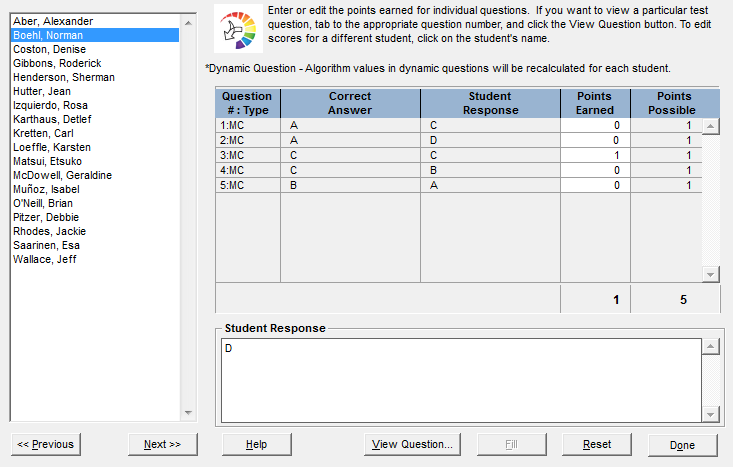 Aber, Alexander
Boehl, Norman
Coston, Denise
Gibbons, Roderick
Henderson, Sherman
Hutter, Jean
Izquierdo, Rosa
Karthaus, Detlef
Kretten, Carl
Loeffle, Karsten
Matsui, Etsuko
McDowell, Geraldine
Muñoz, Isabel
O'Neill, Brian
Pitzer, Debbie
Rhodes, Jackie
Saarinen, Esa
Wallace, Jeff
Enter or edit the points earned for individual questions. If you want to view a particular test
question, tab to the appropriate question number, and click the View Question button. To edit
scores for a different student, click on the student's name.
*Dynamic Question - Algorithm values in dynamic questions will be recalculated for each student.
Question Correct Student Points Points
# : Type Answer Response Earned Possible
1:MC A C 0 1
2:MC A D 0 1
3:MC C C 1 1
4:MC C B 0 1
5:MC B A 0 1
1 5
Student Response
D
<< Previous Next >> Help View Question... Fill Reset Done